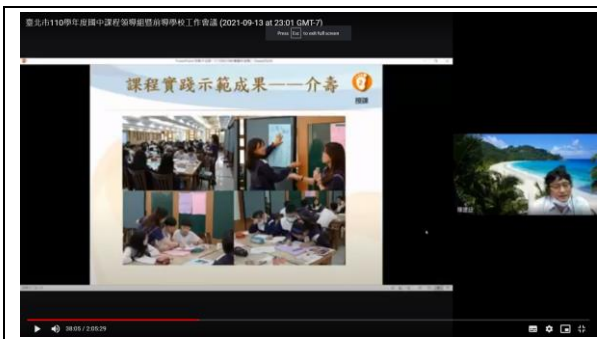 臺北市110學年度國中課程領導組暨前導學校工作會議 (2021-09-13 at 23:01 GMT-7)
Press Esc to exit full screen
課程實踐示範成果——介壽
38:05 / 2:05:29